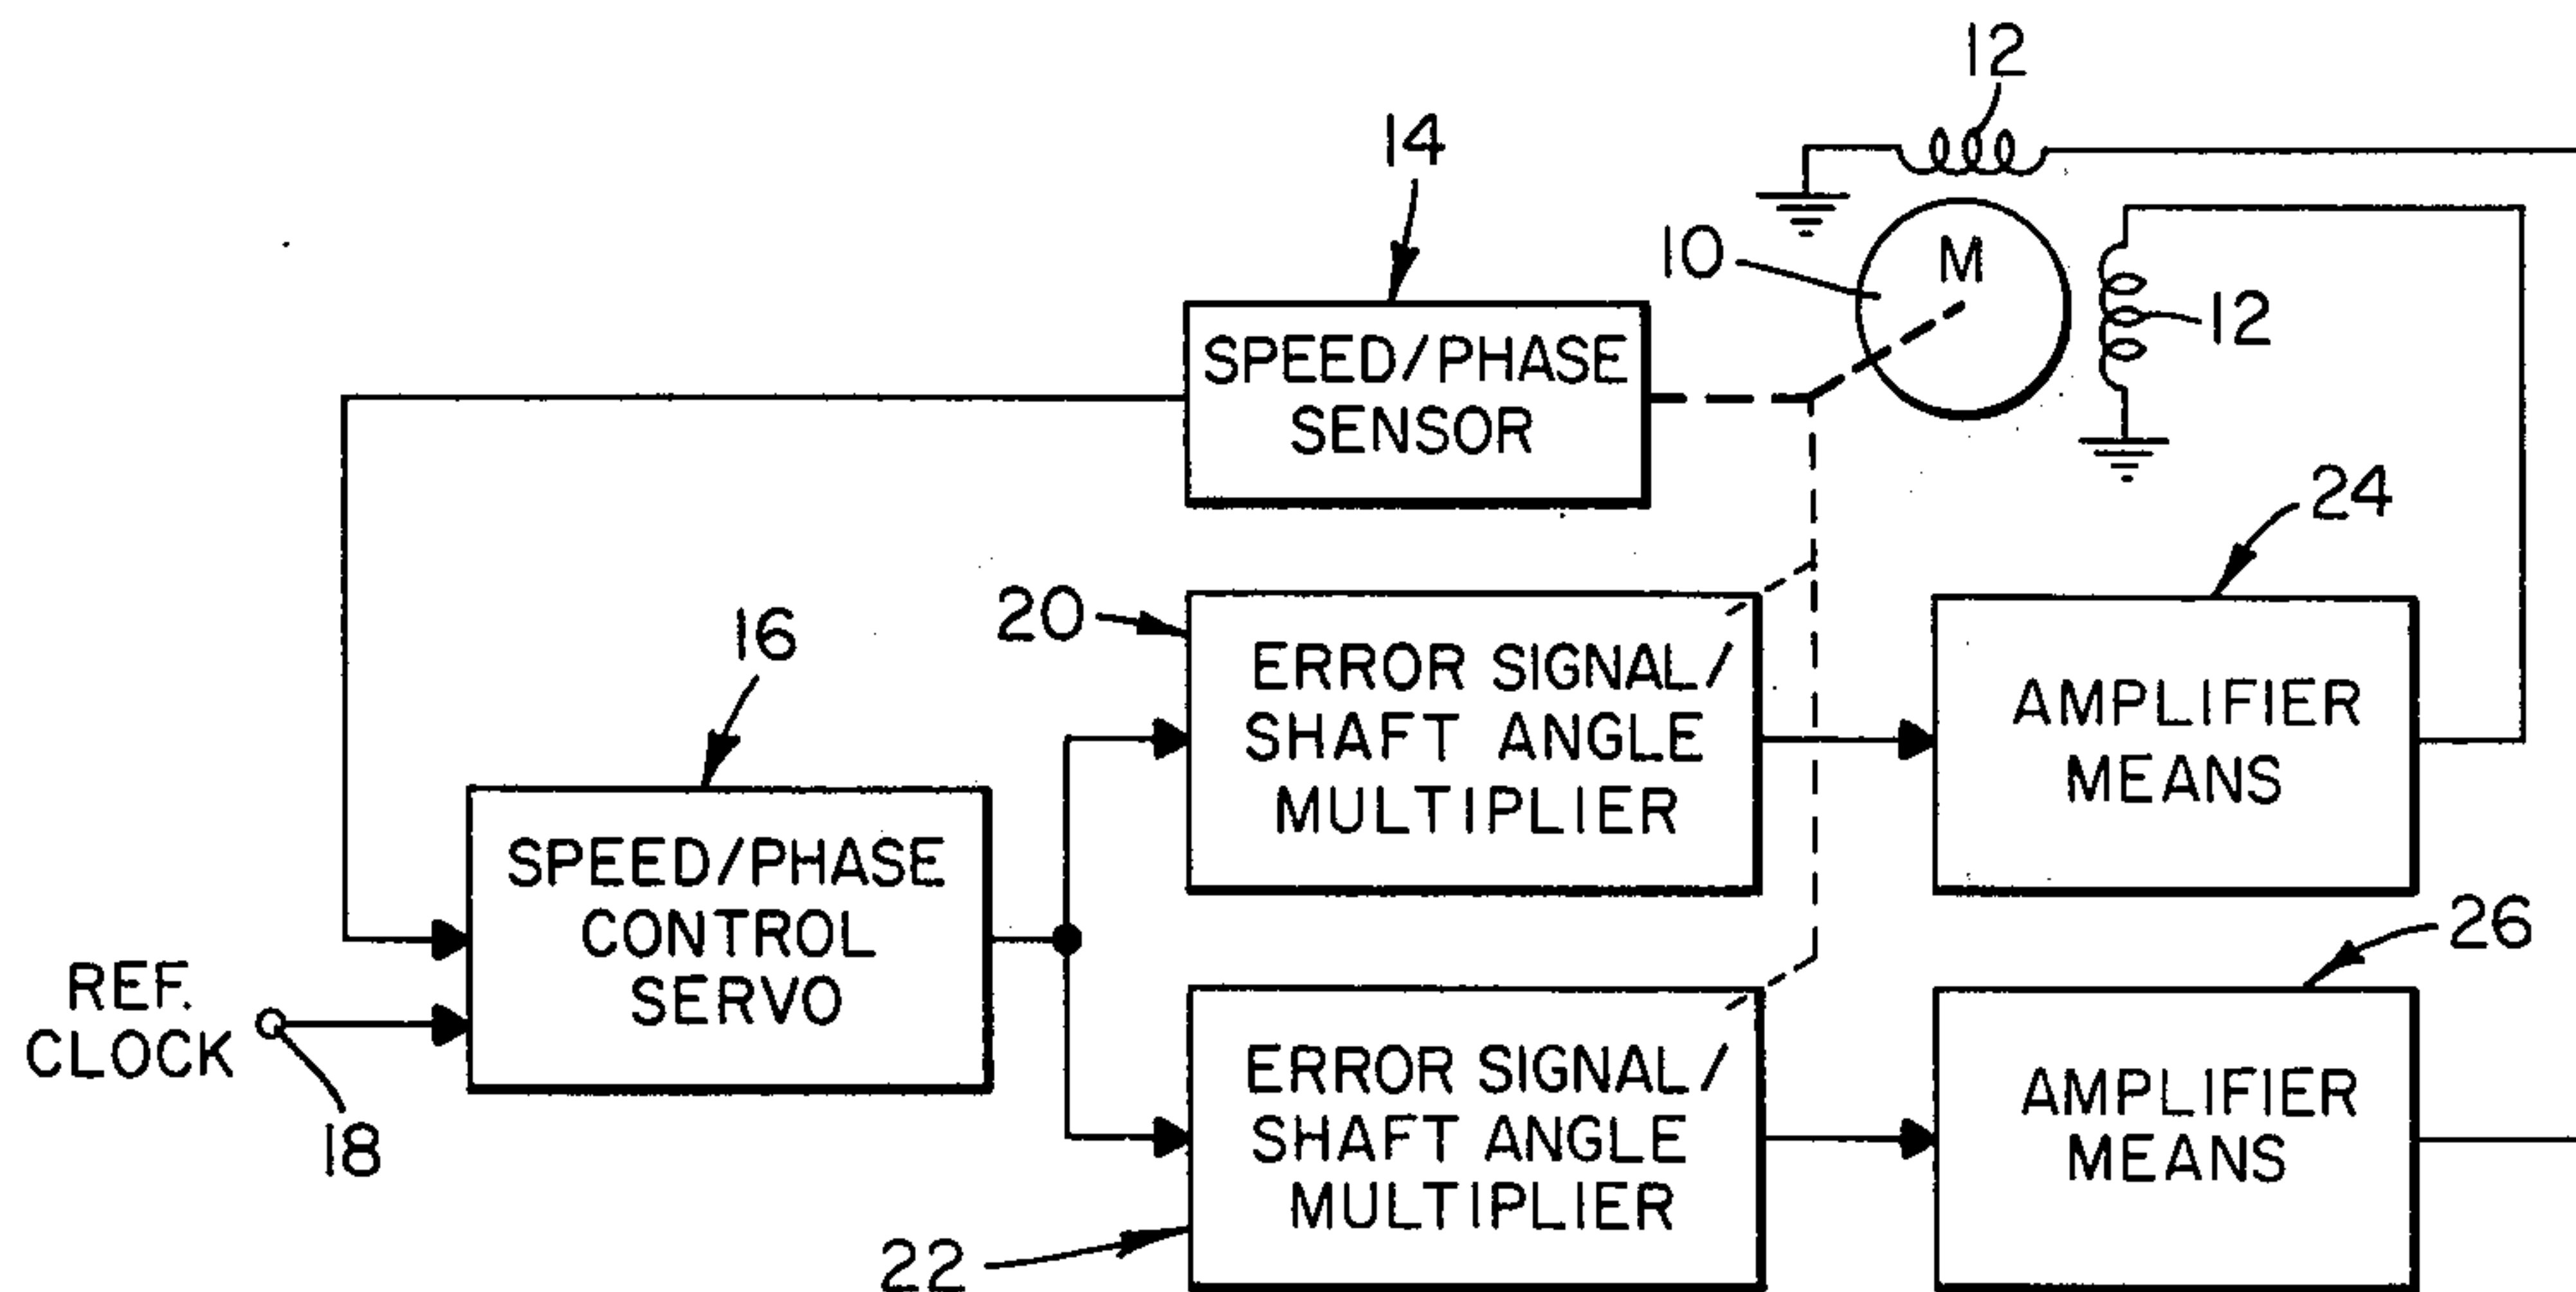 12
14
10
M
12
SPEED/PHASE
SENSOR
24
20
16
ERROR SIGNAL/
SHAFT ANGLE
MULTIPLIER
AMPLIFIER
MEANS
SPEED/PHASE
CONTROL
SERVO
26
REF.
CLOCK
18
ERROR SIGNAL/
SHAFT ANGLE
MULTIPLIER
AMPLIFIER
MEANS
22